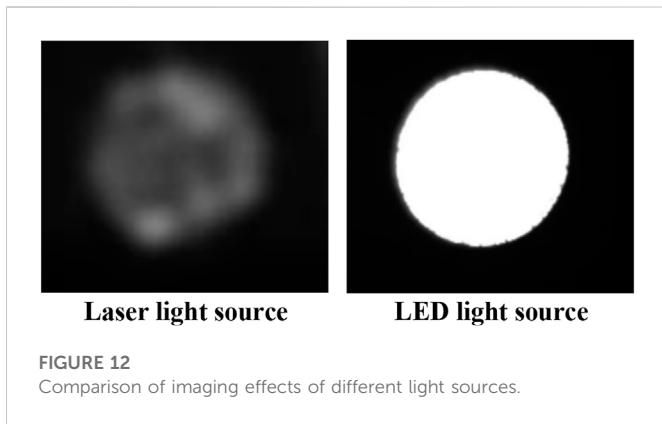 Laser light source
LED light source
FIGURE 12
Comparison of imaging effects of different light sources.